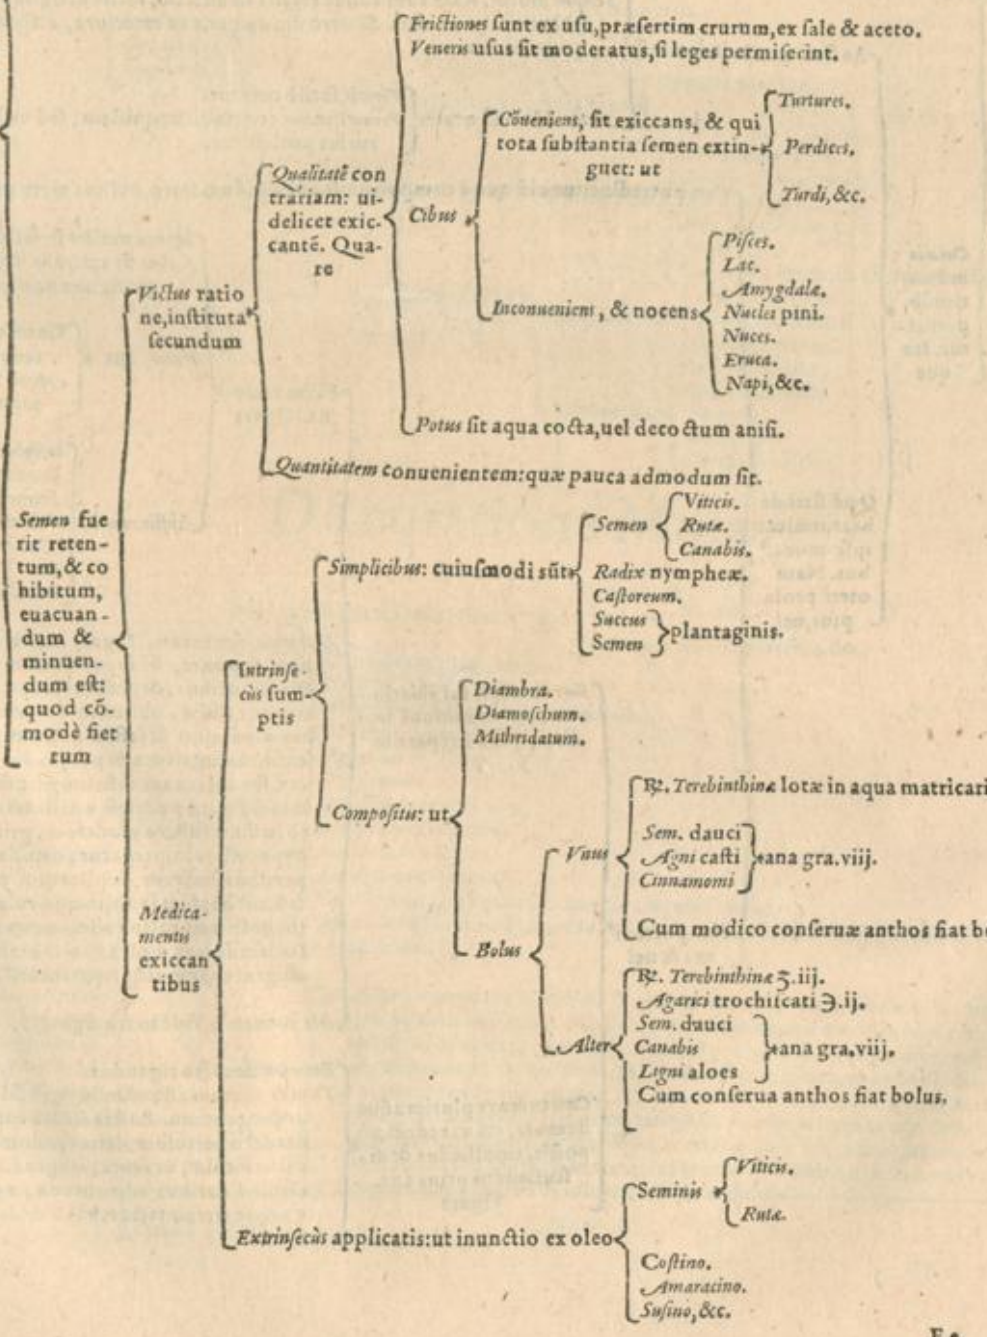 Frictiones sunt ex usu, præsertim crurum, ex sale & aceto.
Veneris usus sit moderatus, si leges permiserint.
Qualitatē con
trariam: ui-
delicet exic-
cantē. Qua-
re
Cibus
Cōueniens, sit exiccans, & qui
tota substantia semen extin-
guet: ut
Turtures.
Perdices.
Turdi, &c.
Inconueniens, & nocens
Pisces.
Lac.
Amygdalæ.
Nuclei pini.
Nuces.
Eruca.
Napi, &c.
Potus sit aqua cocta, uel decoctum anisi.
Victus ratio
ne, instituta
secundum
Quantitatem conuenientem: quæ pauca admodum sit.
Semen fue
rit reten-
tum, & co
hibitum,
euacuan-
dum &
minuen-
dum est:
quod cō-
modè fiet
tum
Medica-
mentis
exiccan
tibus
Intrinse-
cùs sum-
ptis
Simplicibus: cuiusmodi sūt
Semen
Viticis.
Rutæ.
Canabis.
Radix nympheæ.
Castoreum.
Succus
Semen
plantaginis.
Compositis: ut
Diambra.
Diamoschum.
Mithridatum.
Bolus
Vnus
℞. Terebinthinæ lotæ in aqua matricari
Sem. dauci
Agni casti
Cinnamomi
ana gra. viij.
Cum modico conseruæ anthos fiat bo
Alter
℞. Terebinthinæ ʒ. iij.
Agarici trochiscati ℈. ij.
Sem. dauci
Canabis
Ligni aloes
ana gra. viij.
Cum conserua anthos fiat bolus.
Extrinsecùs applicatis: ut inunctio ex oleo
Seminis
Viticis.
Rutæ.
Costino.
Amaracino.
Susino, &c.